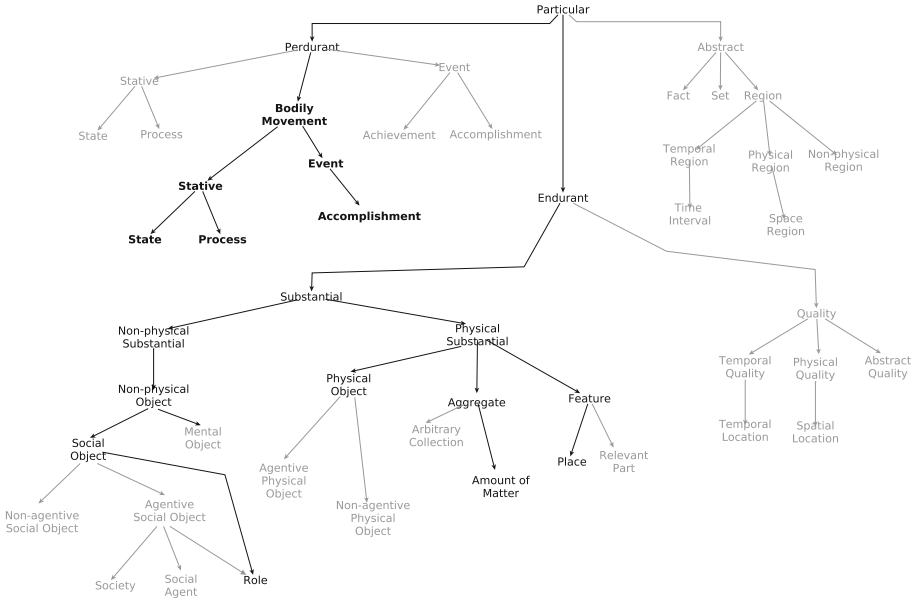 Particular
Perdurant
Abstract
Stative
Event
Fact
Set
Region
Bodily
Movement
State
Process
Achievement
Accomplishment
Temporal
Region
Physical
Region
Non-physical
Region
Event
Stative
Endurant
Accomplishment
Time
Interval
Space
Region
State
Process
Substantial
Quality
Non-physical
Substantial
Physical
Substantial
Temporal
Quality
Physical
Quality
Abstract
Quality
Non-physical
Object
Physical
Object
Aggregate
Feature
Mental
Object
Arbitrary
Collection
Temporal
Location
Spatial
Location
Social
Object
Place
Relevant
Part
Agentive
Physical
Object
Amount of
Matter
Non-agentive
Social Object
Agentive
Social Object
Non-agentive
Physical
Object
Society
Social
Agent
Role